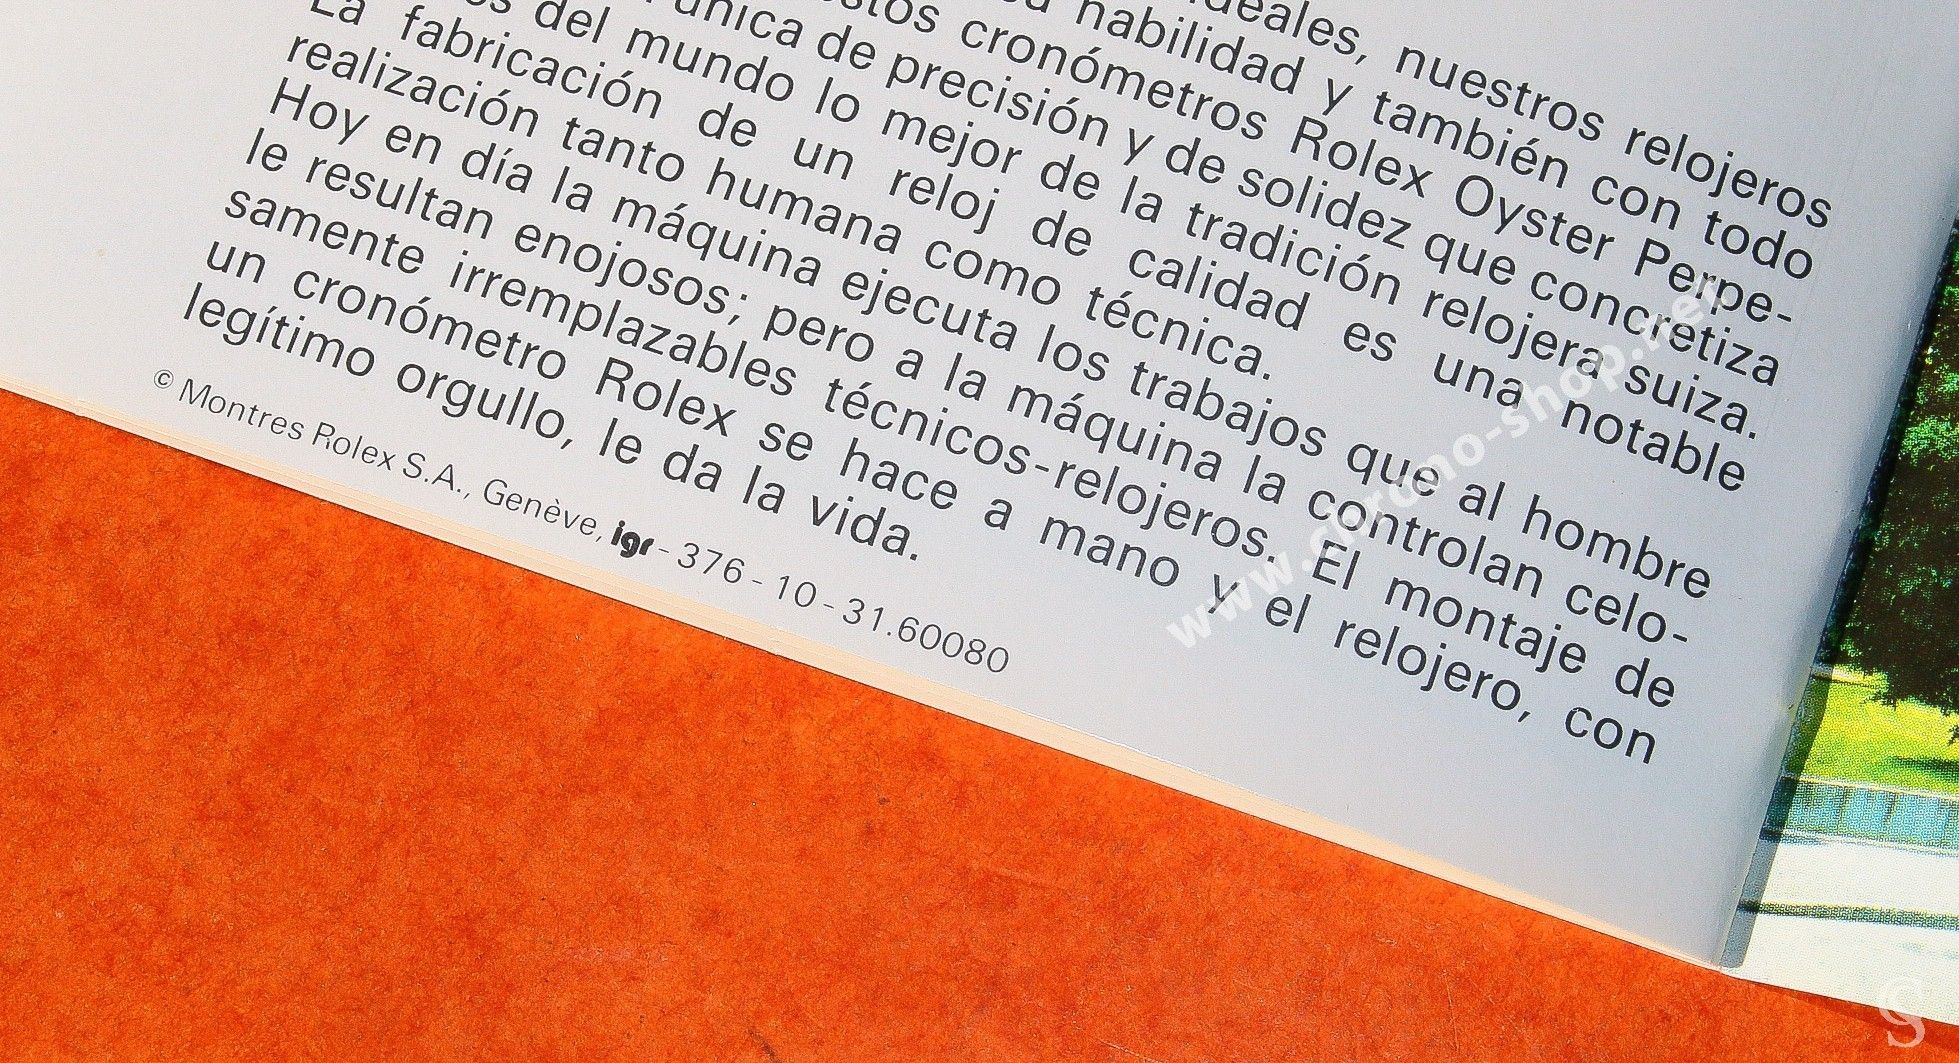 ideales, nuestros relojeros
habilidad y también con todo
cronómetros Rolex Oyster Perpe-
única de precisión y de solidez que concretiza
del mundo lo mejor de la tradición relojera suiza.
La fabricación de un reloj de calidad es una notable
realización tanto humana como técnica.
Hoy en día la máquina ejecuta los trabajos que al hombre
le resultan enojosos; pero a la máquina la controlan celo-
samente irremplazables técnicos-relojeros. El montaje de
un cronómetro Rolex se hace a mano y el relojero, con
legítimo orgullo, le da la vida.
© Montres Rolex S.A., Genève, igr - 376 - 10 - 31.60080
www.chrono-shop.net